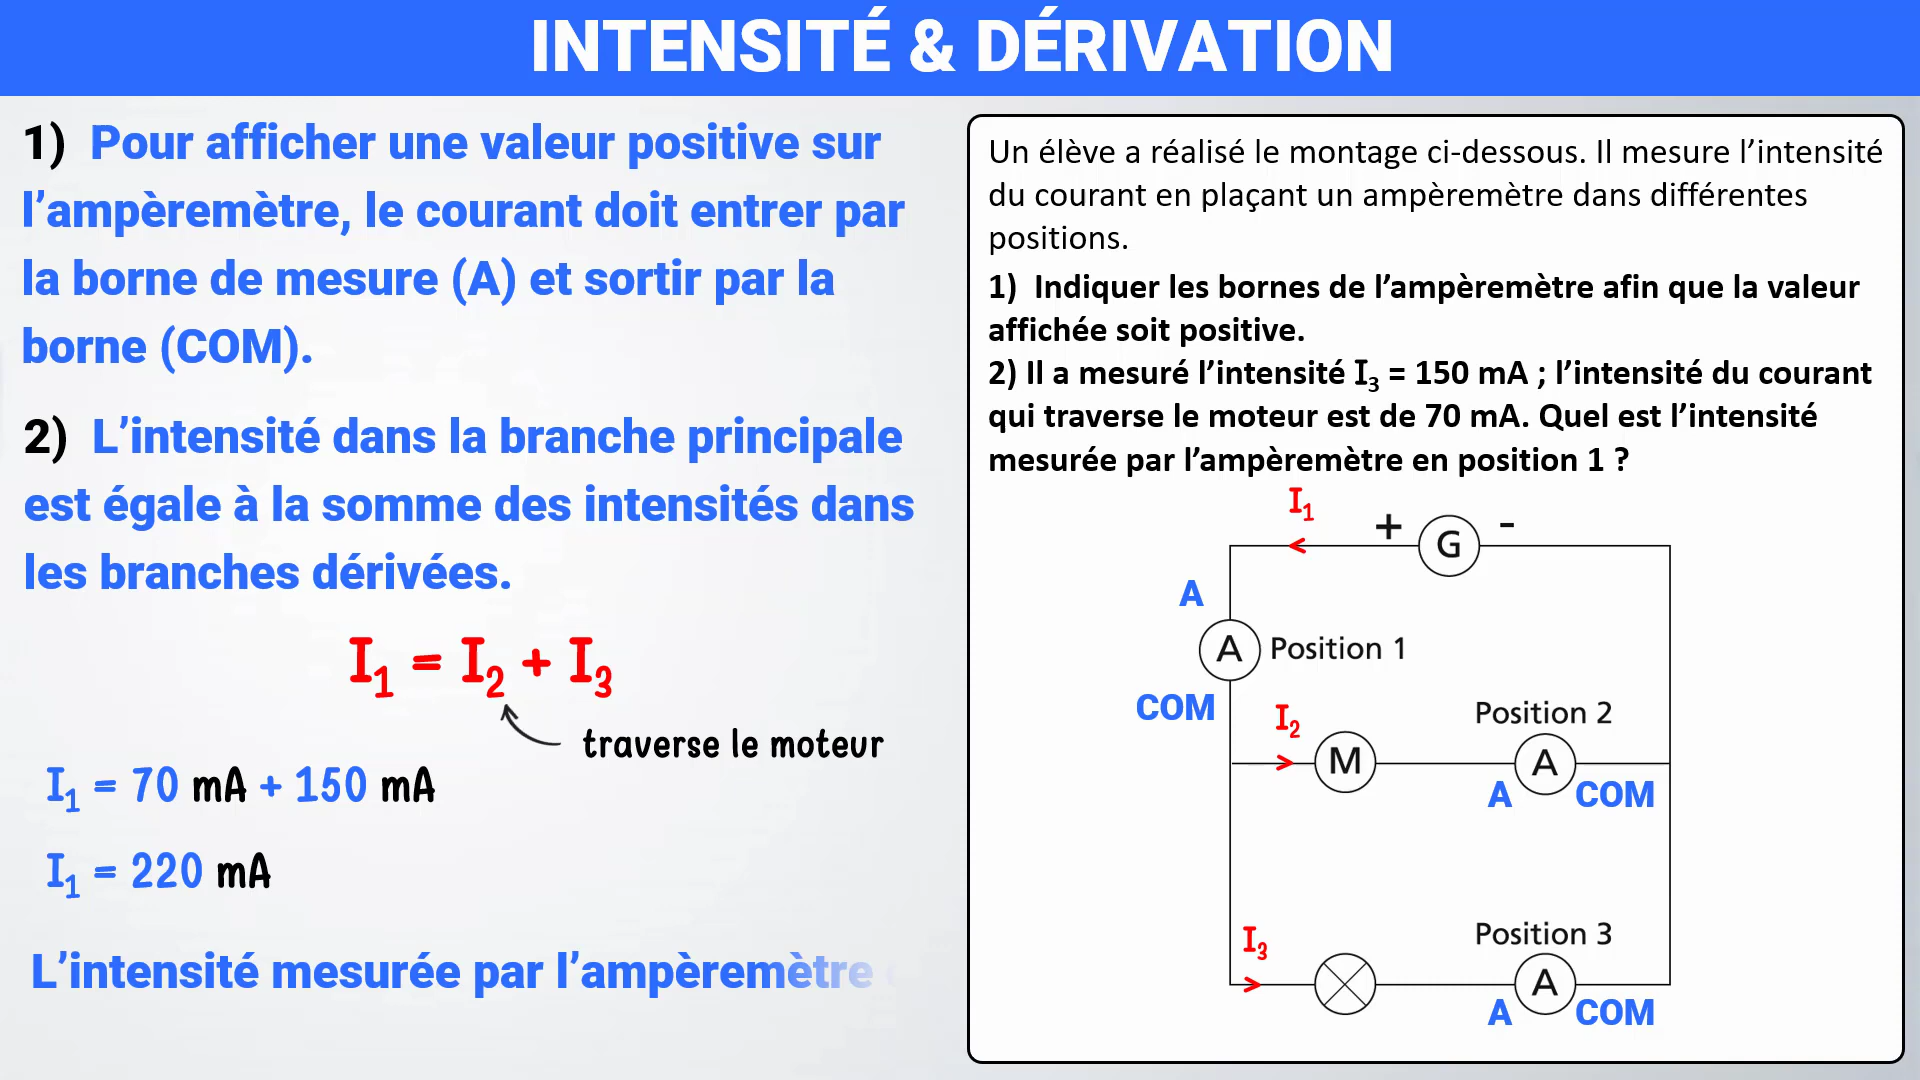 INTENSITÉ & DÉRIVATION
1) Pour afficher une valeur positive sur
l’ampèremètre, le courant doit entrer par
la borne de mesure (A) et sortir par la
borne (COM).
2) L’intensité dans la branche principale
est égale à la somme des intensités dans
les branches dérivées.
I₁ = I₂ + I₃
traverse le moteur
I₁ = 70 mA + 150 mA
I₁ = 220 mA
L’intensité mesurée par l’ampèremètre
Un élève a réalisé le montage ci-dessous. Il mesure l’intensité
du courant en plaçant un ampèremètre dans différentes
positions.
1) Indiquer les bornes de l’ampèremètre afin que la valeur
affichée soit positive.
2) Il a mesuré l’intensité I₃ = 150 mA ; l’intensité du courant
qui traverse le moteur est de 70 mA. Quel est l’intensité
mesurée par l’ampèremètre en position 1 ?
I₁
+ G -
A
A Position 1
COM
I₂
Position 2
M A
A COM
I₃
Position 3
A
A COM